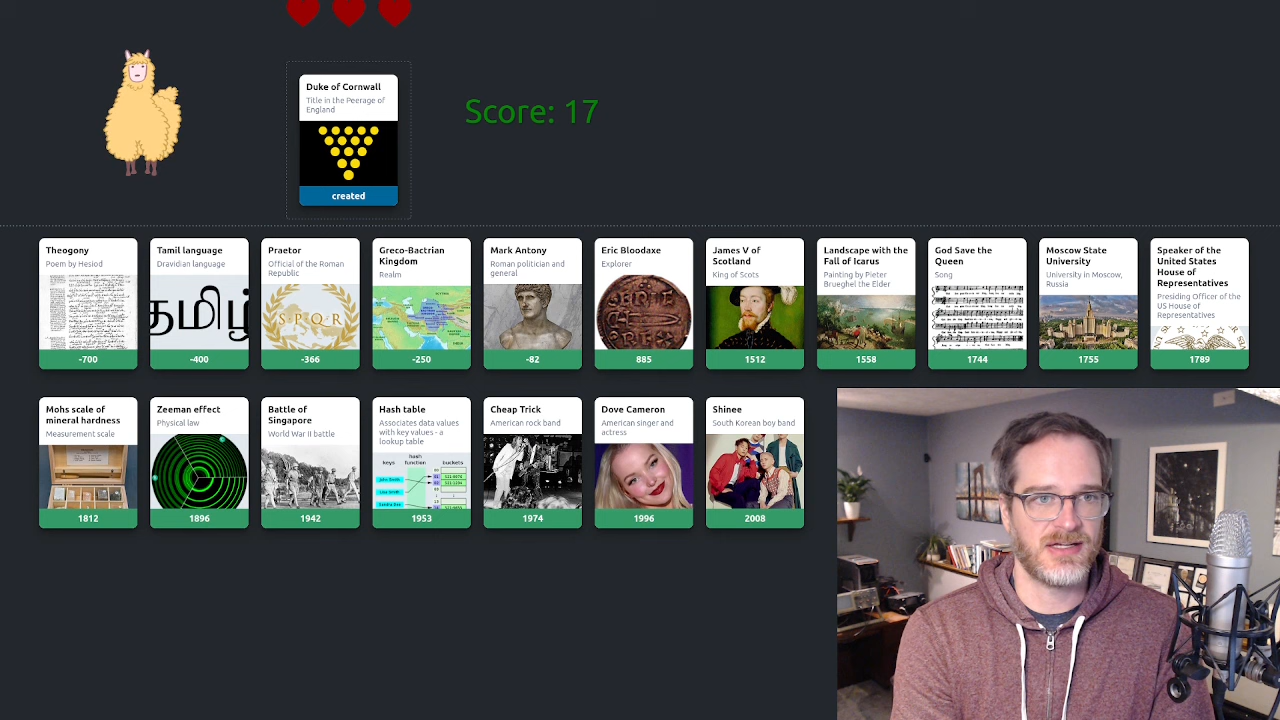 Duke of Cornwall
Title in the Peerage of
England
created
Score: 17
Theogony
Poem by Hesiod
-700
Tamil language
Dravidian language
தமிழ்
-400
Praetor
Official of the Roman
Republic
SPQR
-366
Greco-Bactrian
Kingdom
Realm
-250
Mark Antony
Roman politician and
general
-82
Eric Bloodaxe
Explorer
885
James V of
Scotland
King of Scots
1512
Landscape with the
Fall of Icarus
Painting by Pieter
Brueghel the Elder
1558
God Save the
Queen
Song
1744
Moscow State
University
University in Moscow,
Russia
1755
Speaker of the
United States
House of
Representatives
Presiding Officer of the
US House of
Representatives
1789
Mohs scale of
mineral hardness
Measurement scale
1812
Zeeman effect
Physical law
1896
Battle of
Singapore
World War II battle
1942
Hash table
Associates data values
with key values - a
lookup table
keys
hash
function
buckets
1953
Cheap Trick
American rock band
1974
Dove Cameron
American singer and
actress
1996
Shinee
South Korean boy band
2008